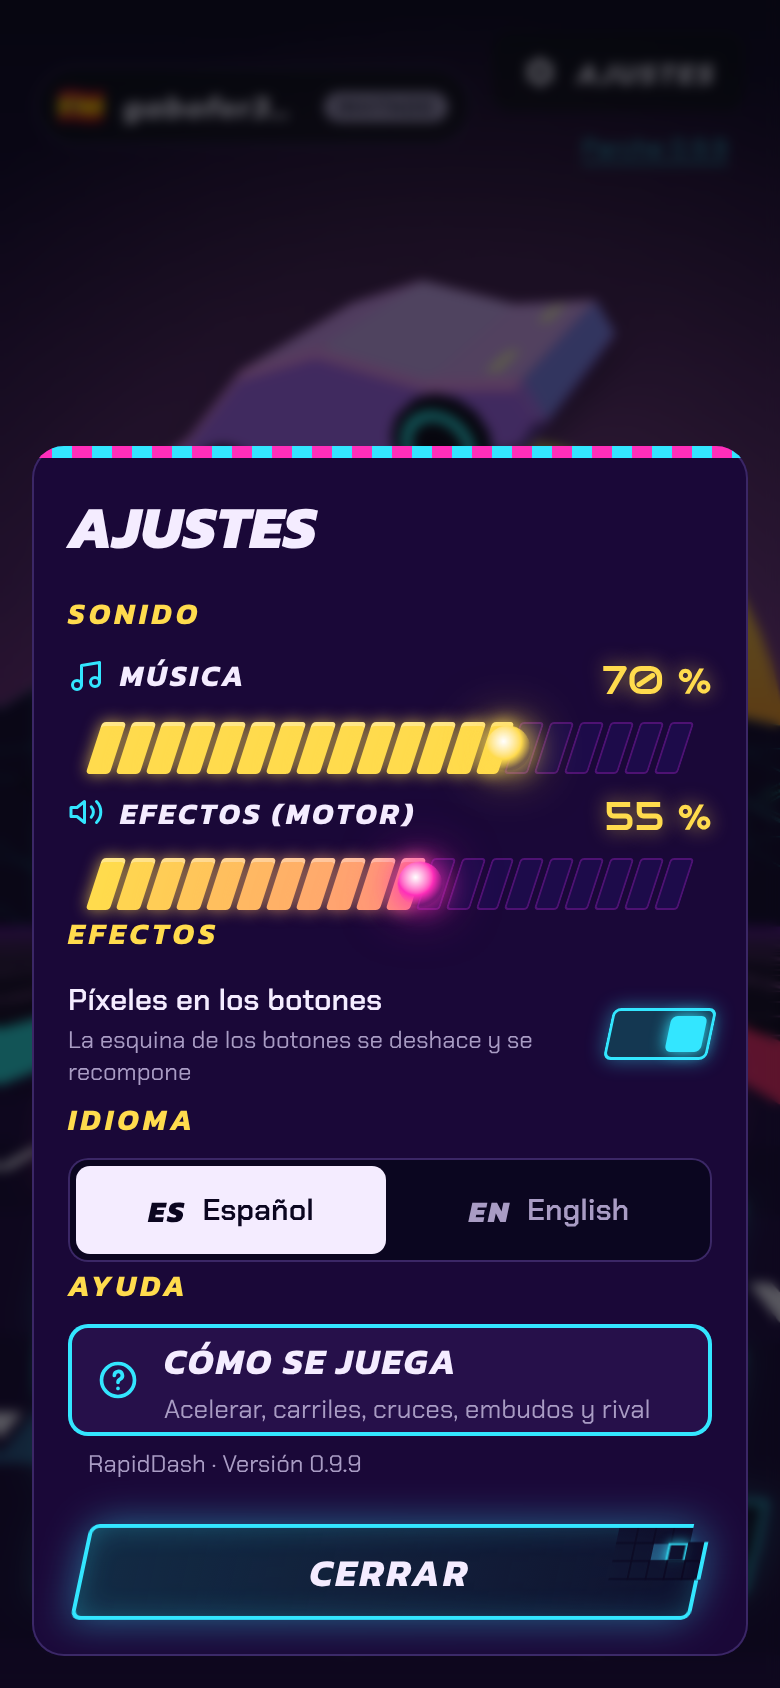 AJUSTES
AJUSTES
SONIDO
MÚSICA
70 %
EFECTOS (MOTOR)
55 %
EFECTOS
Píxeles en los botones
La esquina de los botones se deshace y se
recompone
IDIOMA
ES Español
EN English
AYUDA
CÓMO SE JUEGA
Acelerar, carriles, cruces, embudos y rival
RapidDash · Versión 0.9.9
CERRAR